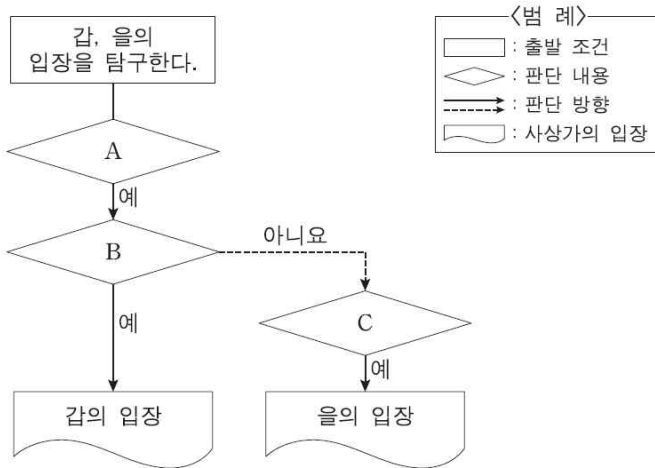 갑, 을의
입장을 탐구한다.
A
예
B
아니요
예
C
예
갑의 입장
을의 입장
〈범 례〉
: 출발 조건
: 판단 내용
: 판단 방향
: 사상가의 입장